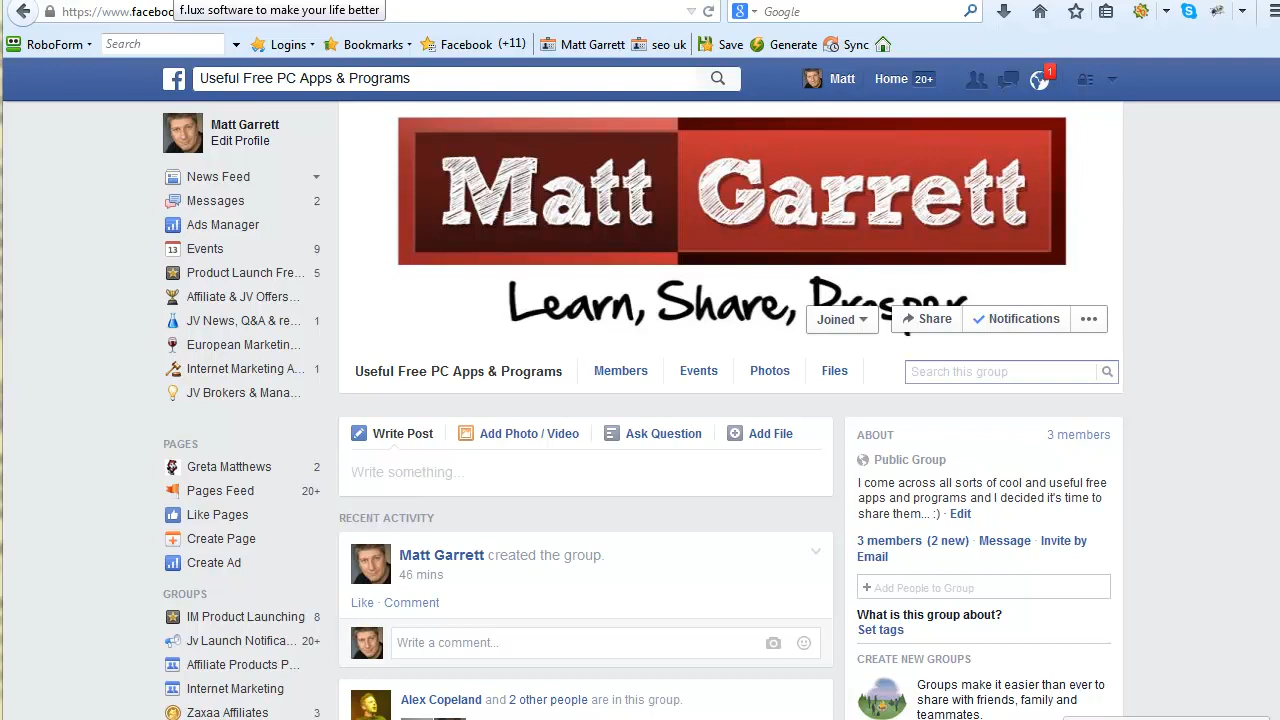 https://www.facebo
f.lux: software to make your life better
Google
RoboForm
Search
Logins
Bookmarks
Facebook (+11)
Matt Garrett
seo uk
Save
Generate
Sync
Useful Free PC Apps & Programs
Matt
Home 20+
1
Matt Garrett
Edit Profile
News Feed
Messages 2
Ads Manager
13 Events 9
Product Launch Fre... 5
Affiliate & JV Offers...
JV News, Q&A & re... 1
European Marketin...
Internet Marketing A... 1
JV Brokers & Mana...
PAGES
Greta Matthews 2
Pages Feed 20+
Like Pages
Create Page
Create Ad
GROUPS
IM Product Launching 8
Jv Launch Notifica... 20+
Affiliate Products P...
Internet Marketing
Zaxaa Affiliates 3
Matt Garrett
Learn, Share, Prosper
Joined
Share
Notifications
Useful Free PC Apps & Programs
Members
Events
Photos
Files
Search this group
Write Post
Add Photo / Video
Ask Question
Add File
Write something...
RECENT ACTIVITY
Matt Garrett created the group.
46 mins
Like · Comment
Write a comment...
Alex Copeland and 2 other people are in this group.
ABOUT 3 members
Public Group
I come across all sorts of cool and useful free
apps and programs and I decided it's time to
share them... :) · Edit
3 members (2 new) · Message · Invite by
Email
+ Add People to Group
What is this group about?
Set tags
CREATE NEW GROUPS
Groups make it easier than ever to
share with friends, family and
teammates.